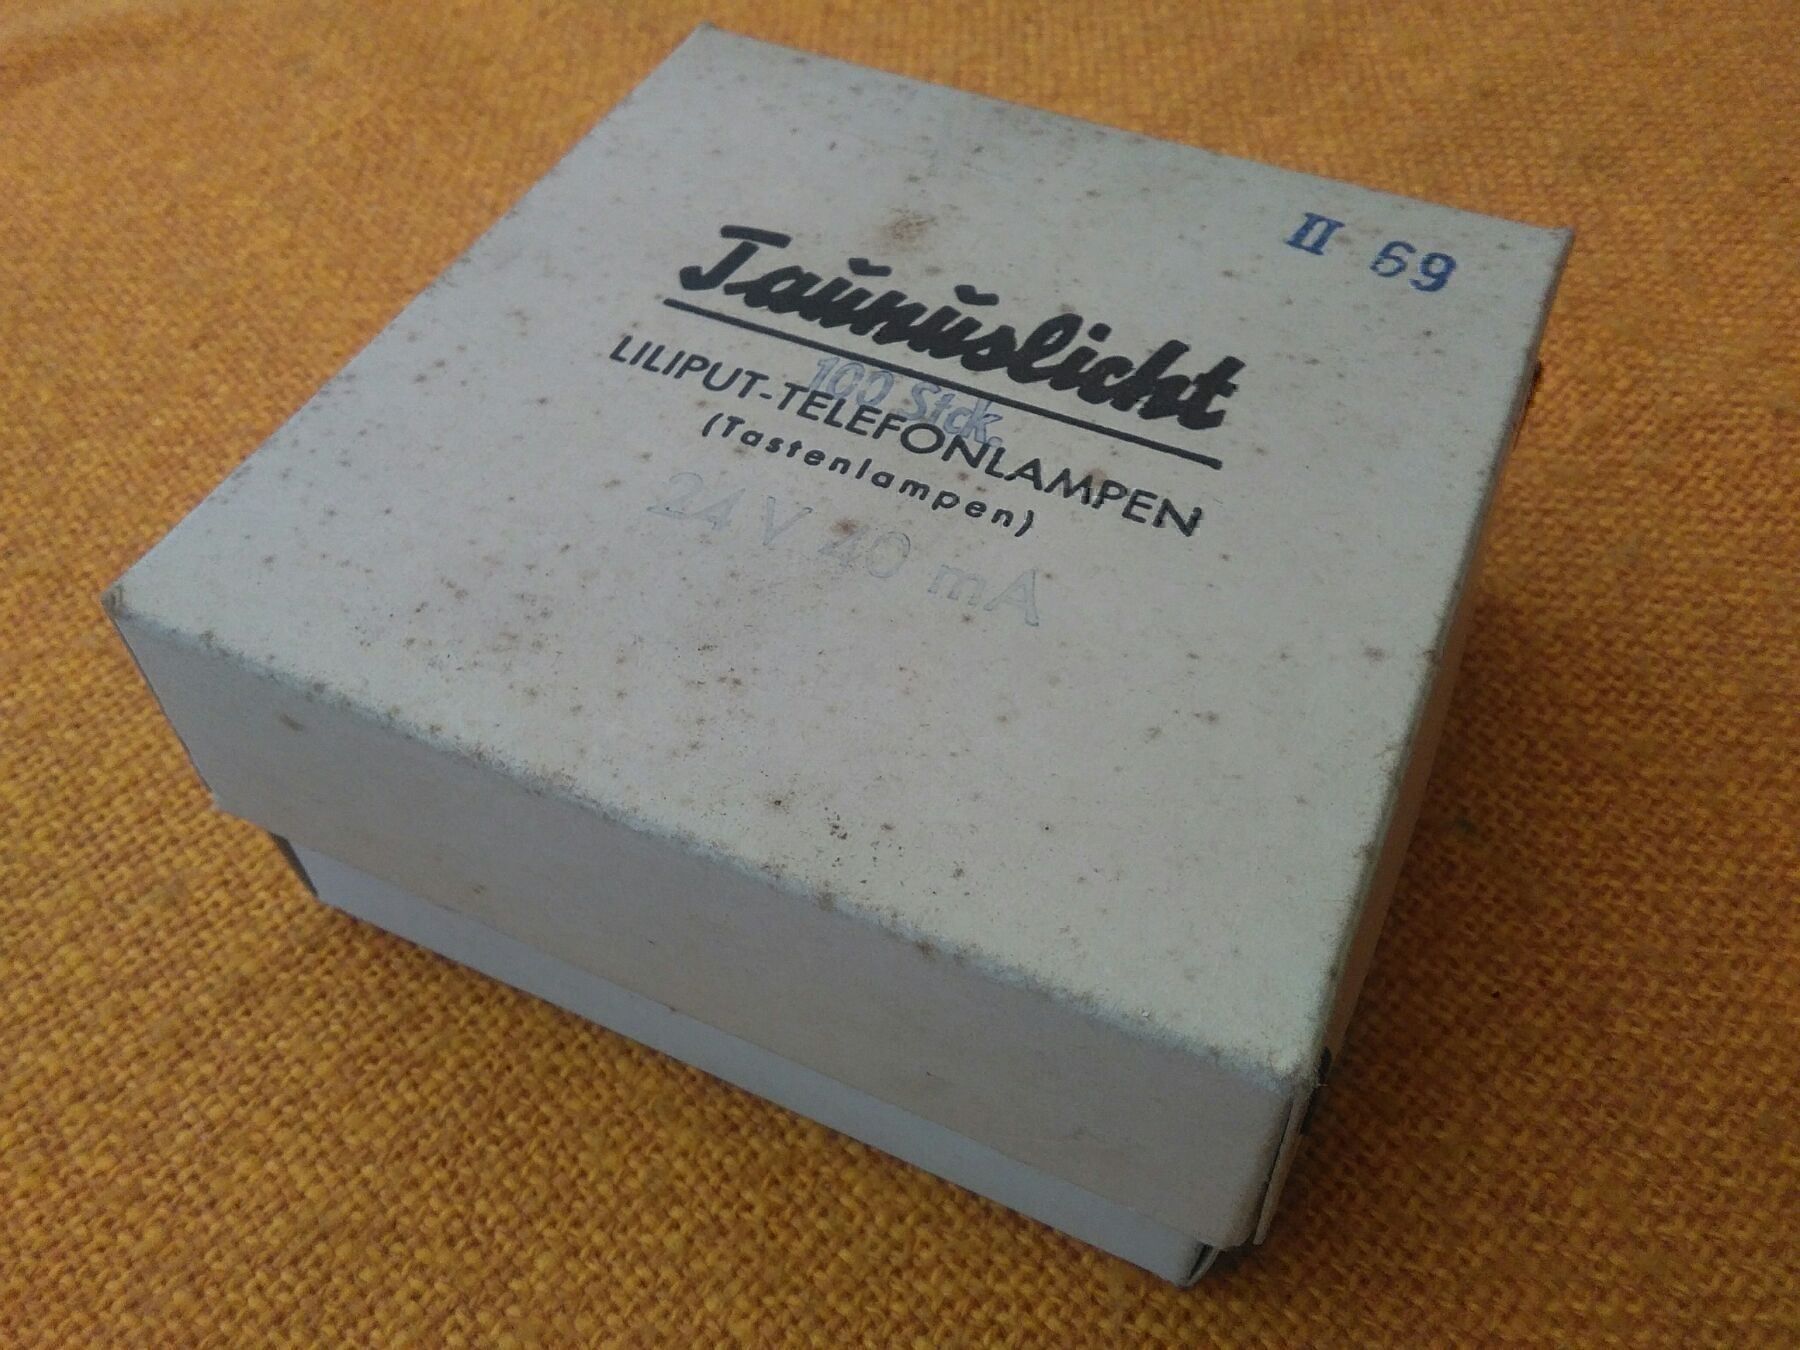 II 69
Taunuslicht
100 Stck.
LILIPUT-TELEFONLAMPEN
(Tastenlampen)
24 V 40 mA